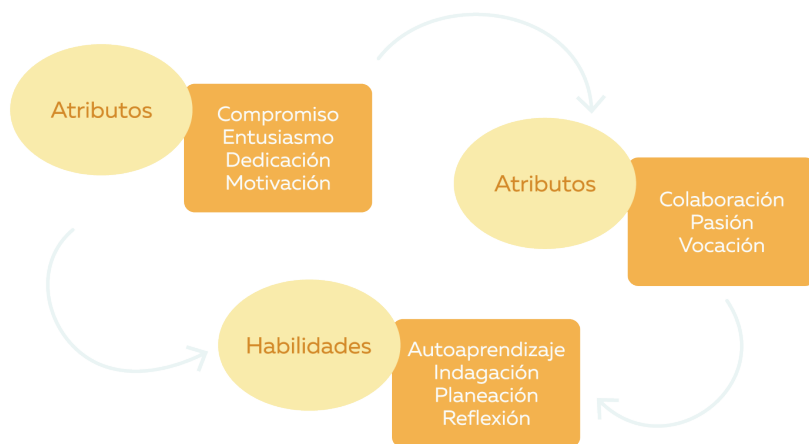 Atributos
Compromiso
Entusiasmo
Dedicación
Motivación
Atributos
Colaboración
Pasión
Vocación
Habilidades
Autoaprendizaje
Indagación
Planeación
Reflexión